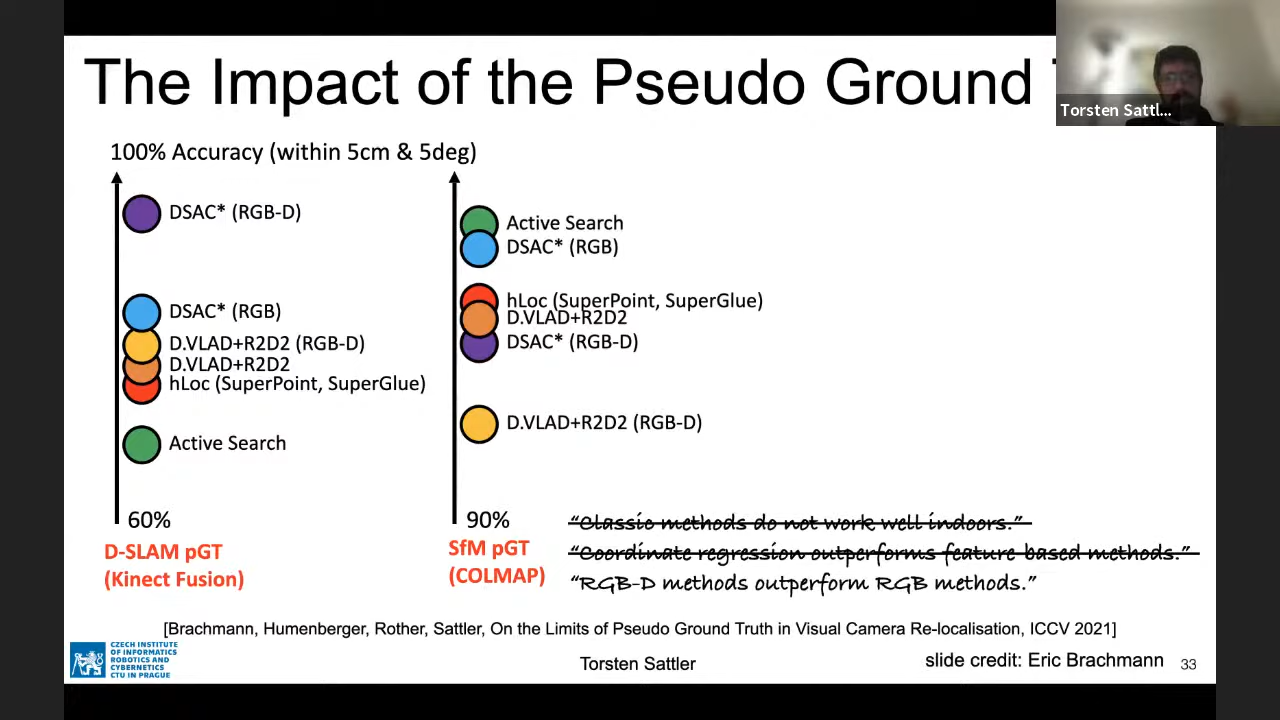 The Impact of the Pseudo Ground
Torsten Sattl...
100% Accuracy (within 5cm & 5deg)
DSAC* (RGB-D)
DSAC* (RGB)
D.VLAD+R2D2 (RGB-D)
D.VLAD+R2D2
hLoc (SuperPoint, SuperGlue)
Active Search
60%
D-SLAM pGT
(Kinect Fusion)
Active Search
DSAC* (RGB)
hLoc (SuperPoint, SuperGlue)
D.VLAD+R2D2
DSAC* (RGB-D)
D.VLAD+R2D2 (RGB-D)
90%
SfM pGT
(COLMAP)
“Classic methods do not work well indoors.”
“Coordinate regression outperforms feature-based methods.”
“RGB-D methods outperform RGB methods.”
[Brachmann, Humenberger, Rother, Sattler, On the Limits of Pseudo Ground Truth in Visual Camera Re-localisation, ICCV 2021]
CZECH INSTITUTE
OF INFORMATICS
ROBOTICS AND
CYBERNETICS
CTU IN PRAGUE
Torsten Sattler
slide credit: Eric Brachmann
33